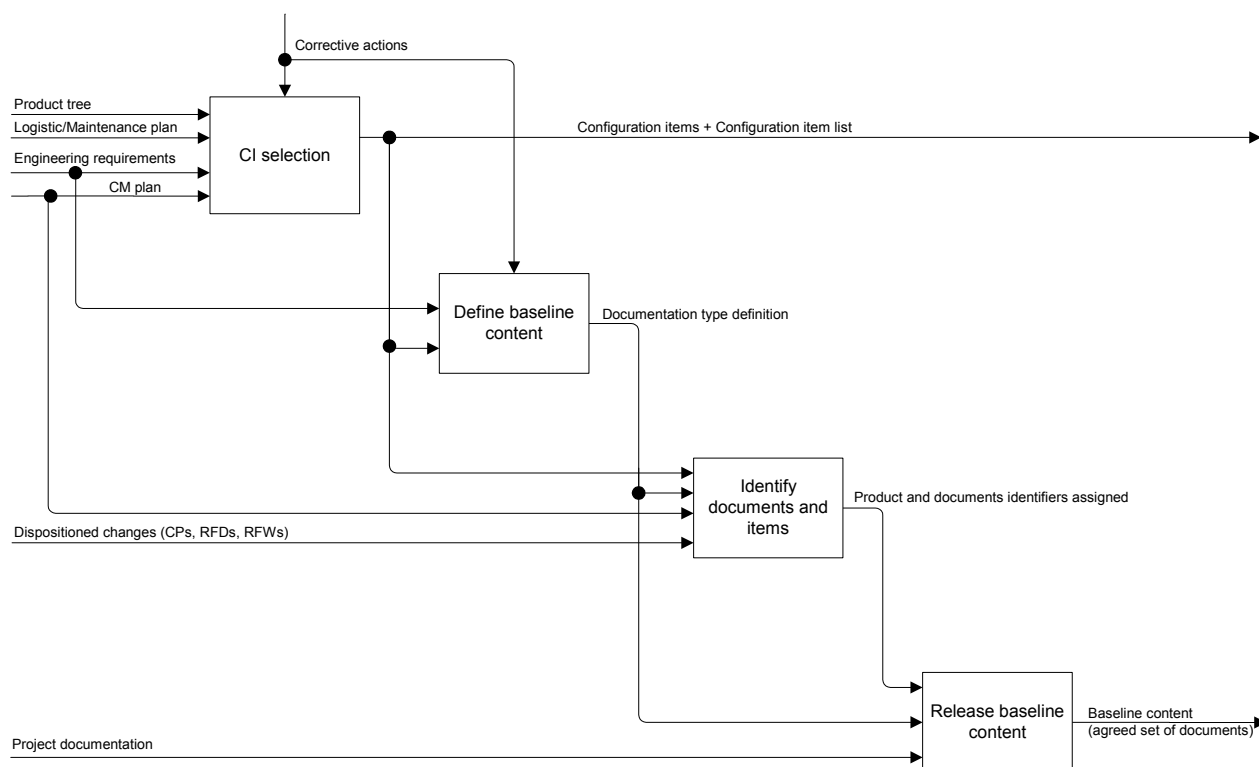 Corrective actions
Product tree
Logistic/Maintenance plan
Engineering requirements
CM plan
CI selection
Configuration items + Configuration item list
Define baseline
content
Documentation type definition
Identify
documents and
items
Product and documents identifiers assigned
Dispositioned changes (CPs, RFDs, RFWs)
Release baseline
content
Baseline content
(agreed set of documents)
Project documentation